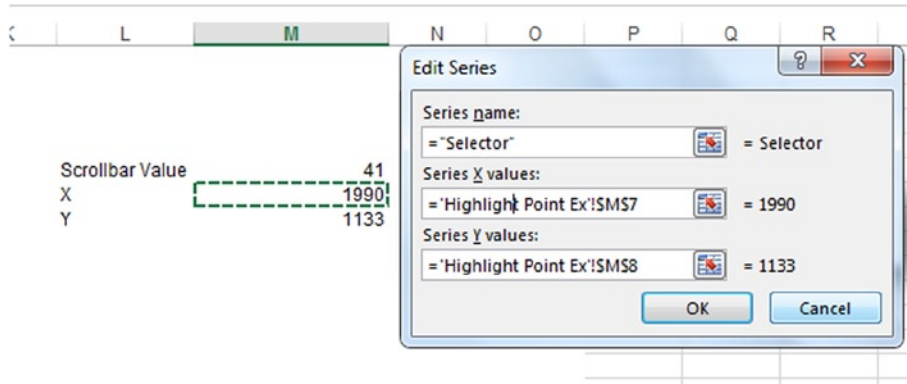 L M N O P Q R
Edit Series
Series name:
="Selector" = Selector
Scrollbar Value 41
Series X values:
X 1990
='Highlight Point Ex'!$M$7 = 1990
Y 1133
Series Y values:
='Highlight Point Ex'!$M$8 = 1133
OK Cancel